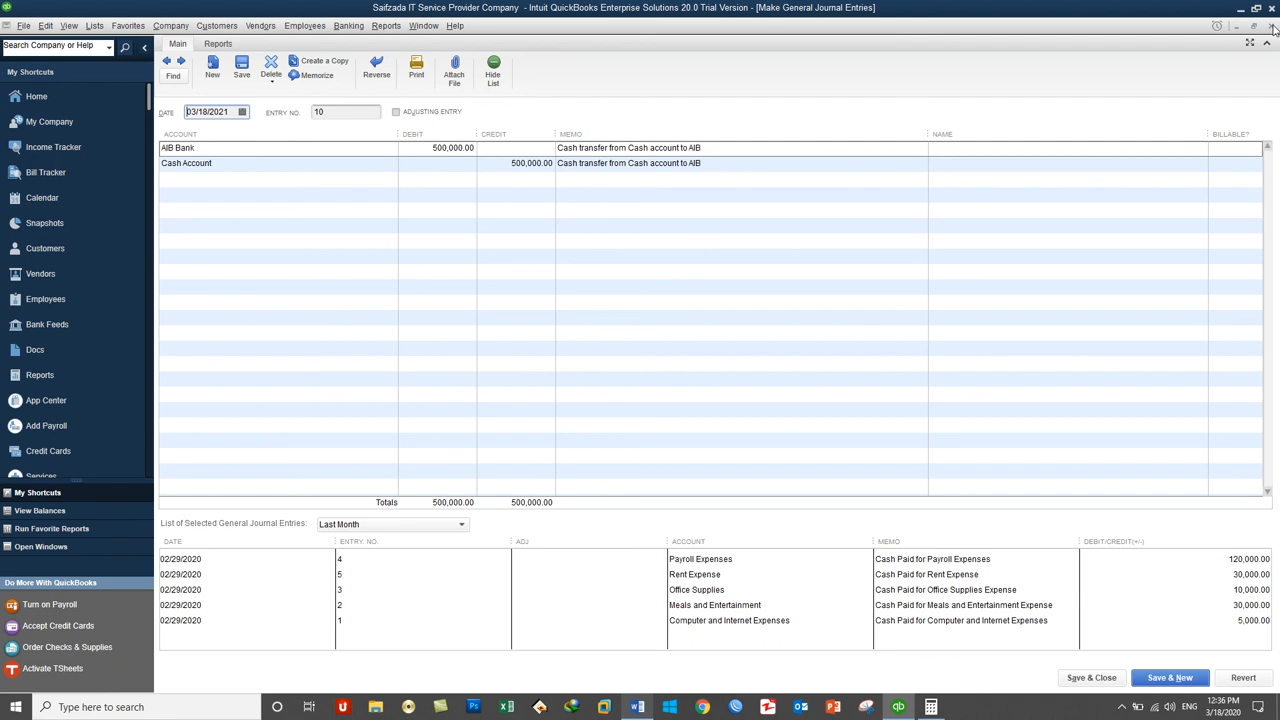 Saifzada IT Service Provider Company - Intuit QuickBooks Enterprise Solutions 20.0 Trial Version - [Make General Journal Entries]
File Edit View Lists Favorites Company Customers Vendors Employees Banking Reports Window Help
Search Company or Help
My Shortcuts
Home
My Company
Income Tracker
Bill Tracker
Calendar
Snapshots
Customers
Vendors
Employees
Bank Feeds
Docs
Reports
App Center
Add Payroll
Credit Cards
Services
My Shortcuts
View Balances
Run Favorite Reports
Open Windows
Do More With QuickBooks
Turn on Payroll
Accept Credit Cards
Order Checks & Supplies
Activate TSheets
Main Reports
Find New Save Delete Create a Copy Memorize Reverse Print Attach File Hide List
DATE 03/18/2021 ENTRY NO. 10 ADJUSTING ENTRY
ACCOUNT DEBIT CREDIT MEMO NAME BILLABLE?
AIB Bank 500,000.00 Cash transfer from Cash account to AIB
Cash Account 500,000.00 Cash transfer from Cash account to AIB
Totals 500,000.00 500,000.00
List of Selected General Journal Entries: Last Month
DATE ENTRY. NO. ADJ ACCOUNT MEMO DEBIT/CREDIT(+/-)
02/29/2020 4 Payroll Expenses Cash Paid for Payroll Expenses 120,000.00
02/29/2020 5 Rent Expense Cash Paid for Rent Expense 30,000.00
02/29/2020 3 Office Supplies Cash Paid for Office Supplies Expense 10,000.00
02/29/2020 2 Meals and Entertainment Cash Paid for Meals and Entertainment Expense 30,000.00
02/29/2020 1 Computer and Internet Expenses Cash Paid for Computer and Internet Expenses 5,000.00
Save & Close Save & New Revert
Type here to search
12:36 PM
3/18/2020